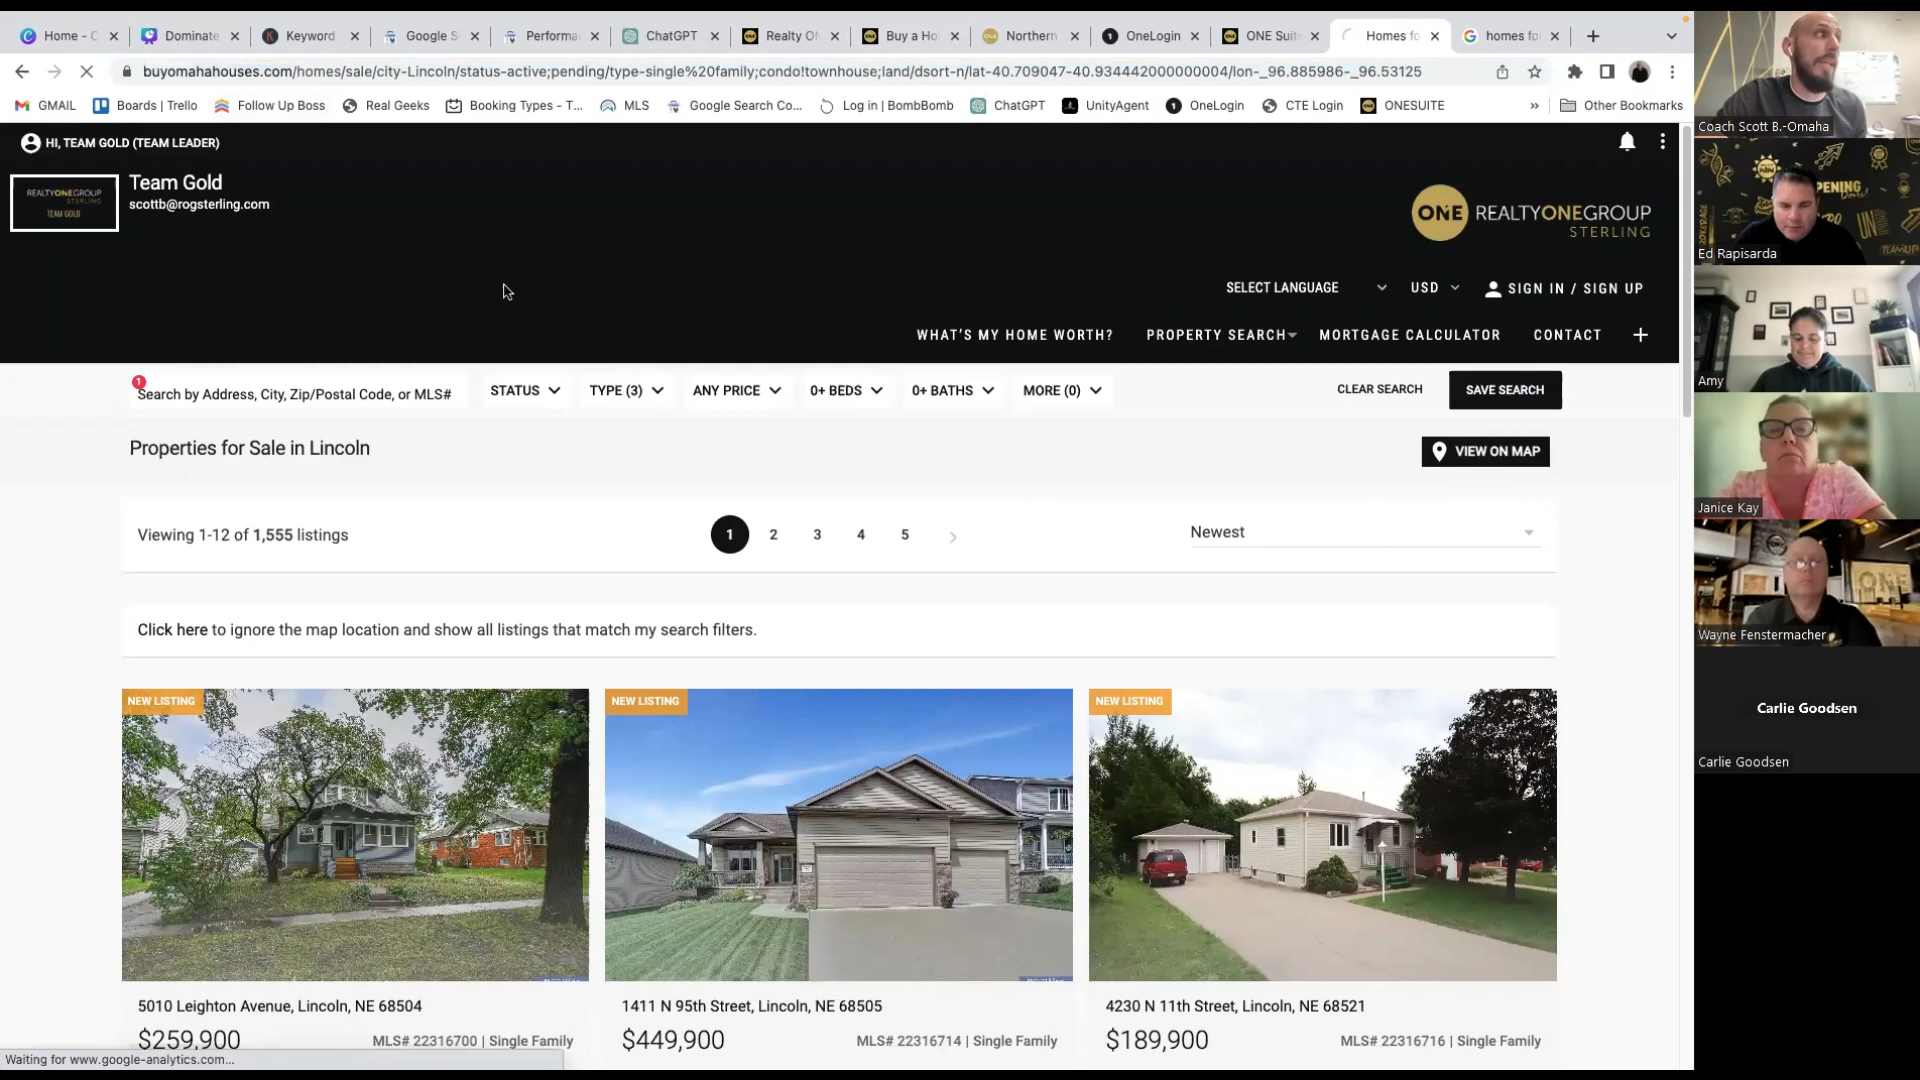 Home - C
Dominate
Keyword
Google S
Performa
ChatGPT
Realty ON
Buy a Ho
Northern
OneLogin
ONE Suit
Homes fo
homes fo
buyomahahouses.com/homes/sale/city-Lincoln/status-active;pending/type-single%20family;condo!townhouse;land/dsort-n/lat-40.709047-40.934442000000004/lon-_96.885986-_96.53125
GMAIL
Boards | Trello
Follow Up Boss
Real Geeks
Booking Types - T...
MLS
Google Search Co...
Log in | BombBomb
ChatGPT
UnityAgent
OneLogin
CTE Login
ONESUITE
»
Other Bookmarks
HI, TEAM GOLD (TEAM LEADER)
REALTYONEGROUP
STERLING
TEAM GOLD
Team Gold
scottb@rogsterling.com
ONE REALTYONEGROUP
STERLING
SELECT LANGUAGE
USD
SIGN IN / SIGN UP
WHAT'S MY HOME WORTH?
PROPERTY SEARCH
MORTGAGE CALCULATOR
CONTACT
+
1
Search by Address, City, Zip/Postal Code, or MLS#
STATUS
TYPE (3)
ANY PRICE
0+ BEDS
0+ BATHS
MORE (0)
CLEAR SEARCH
SAVE SEARCH
Properties for Sale in Lincoln
VIEW ON MAP
Viewing 1-12 of 1,555 listings
1 2 3 4 5
Newest
Click here to ignore the map location and show all listings that match my search filters.
NEW LISTING
NEW LISTING
NEW LISTING
5010 Leighton Avenue, Lincoln, NE 68504
$259,900
MLS# 22316700 | Single Family
1411 N 95th Street, Lincoln, NE 68505
$449,900
MLS# 22316714 | Single Family
4230 N 11th Street, Lincoln, NE 68521
$189,900
MLS# 22316716 | Single Family
Waiting for www.google-analytics.com...
Coach Scott B.-Omaha
Ed Rapisarda
Amy
Janice Kay
ONE
Wayne Fenstermacher
Carlie Goodsen
Carlie Goodsen